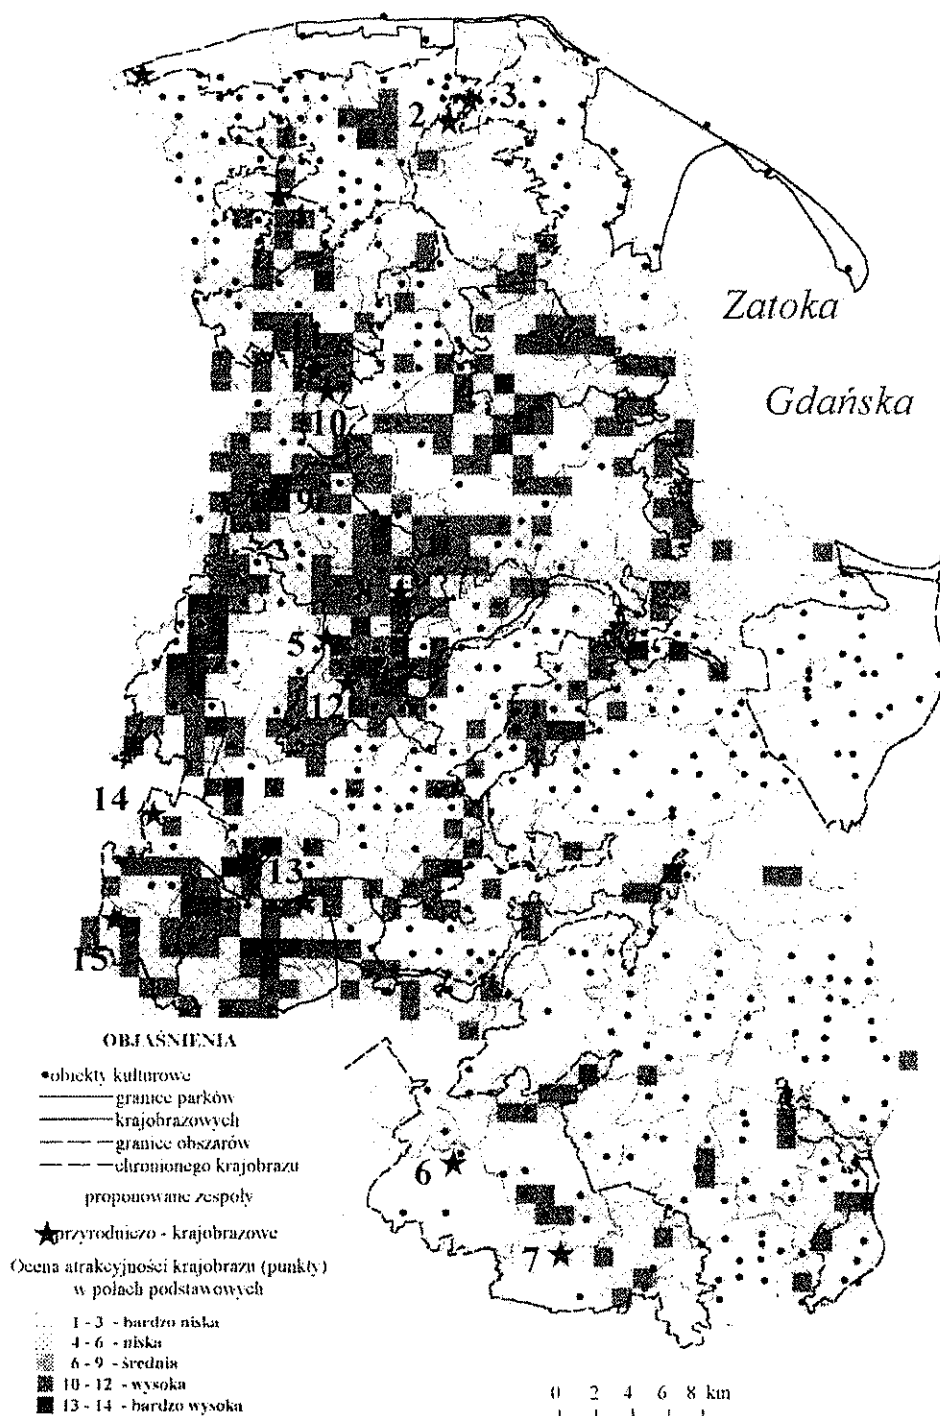 2
3
Zatoka
Gdańska
10
9
5
12
14
13
15
OBJAŚNIENIA
obiekty kulturowe
granice parków
krajobrazowych
granice obszarów
chronionego krajobrazu
proponowane zespoły
przyrodniczo - krajobrazowe
Ocena atrakcyjności krajobrazu (punkty)
w polach podstawowych
1 - 3 - bardzo niska
4 - 6 - niska
6 - 9 - średnia
10 - 12 - wysoka
13 - 14 - bardzo wysoka
6
7
0 2 4 6 8 km